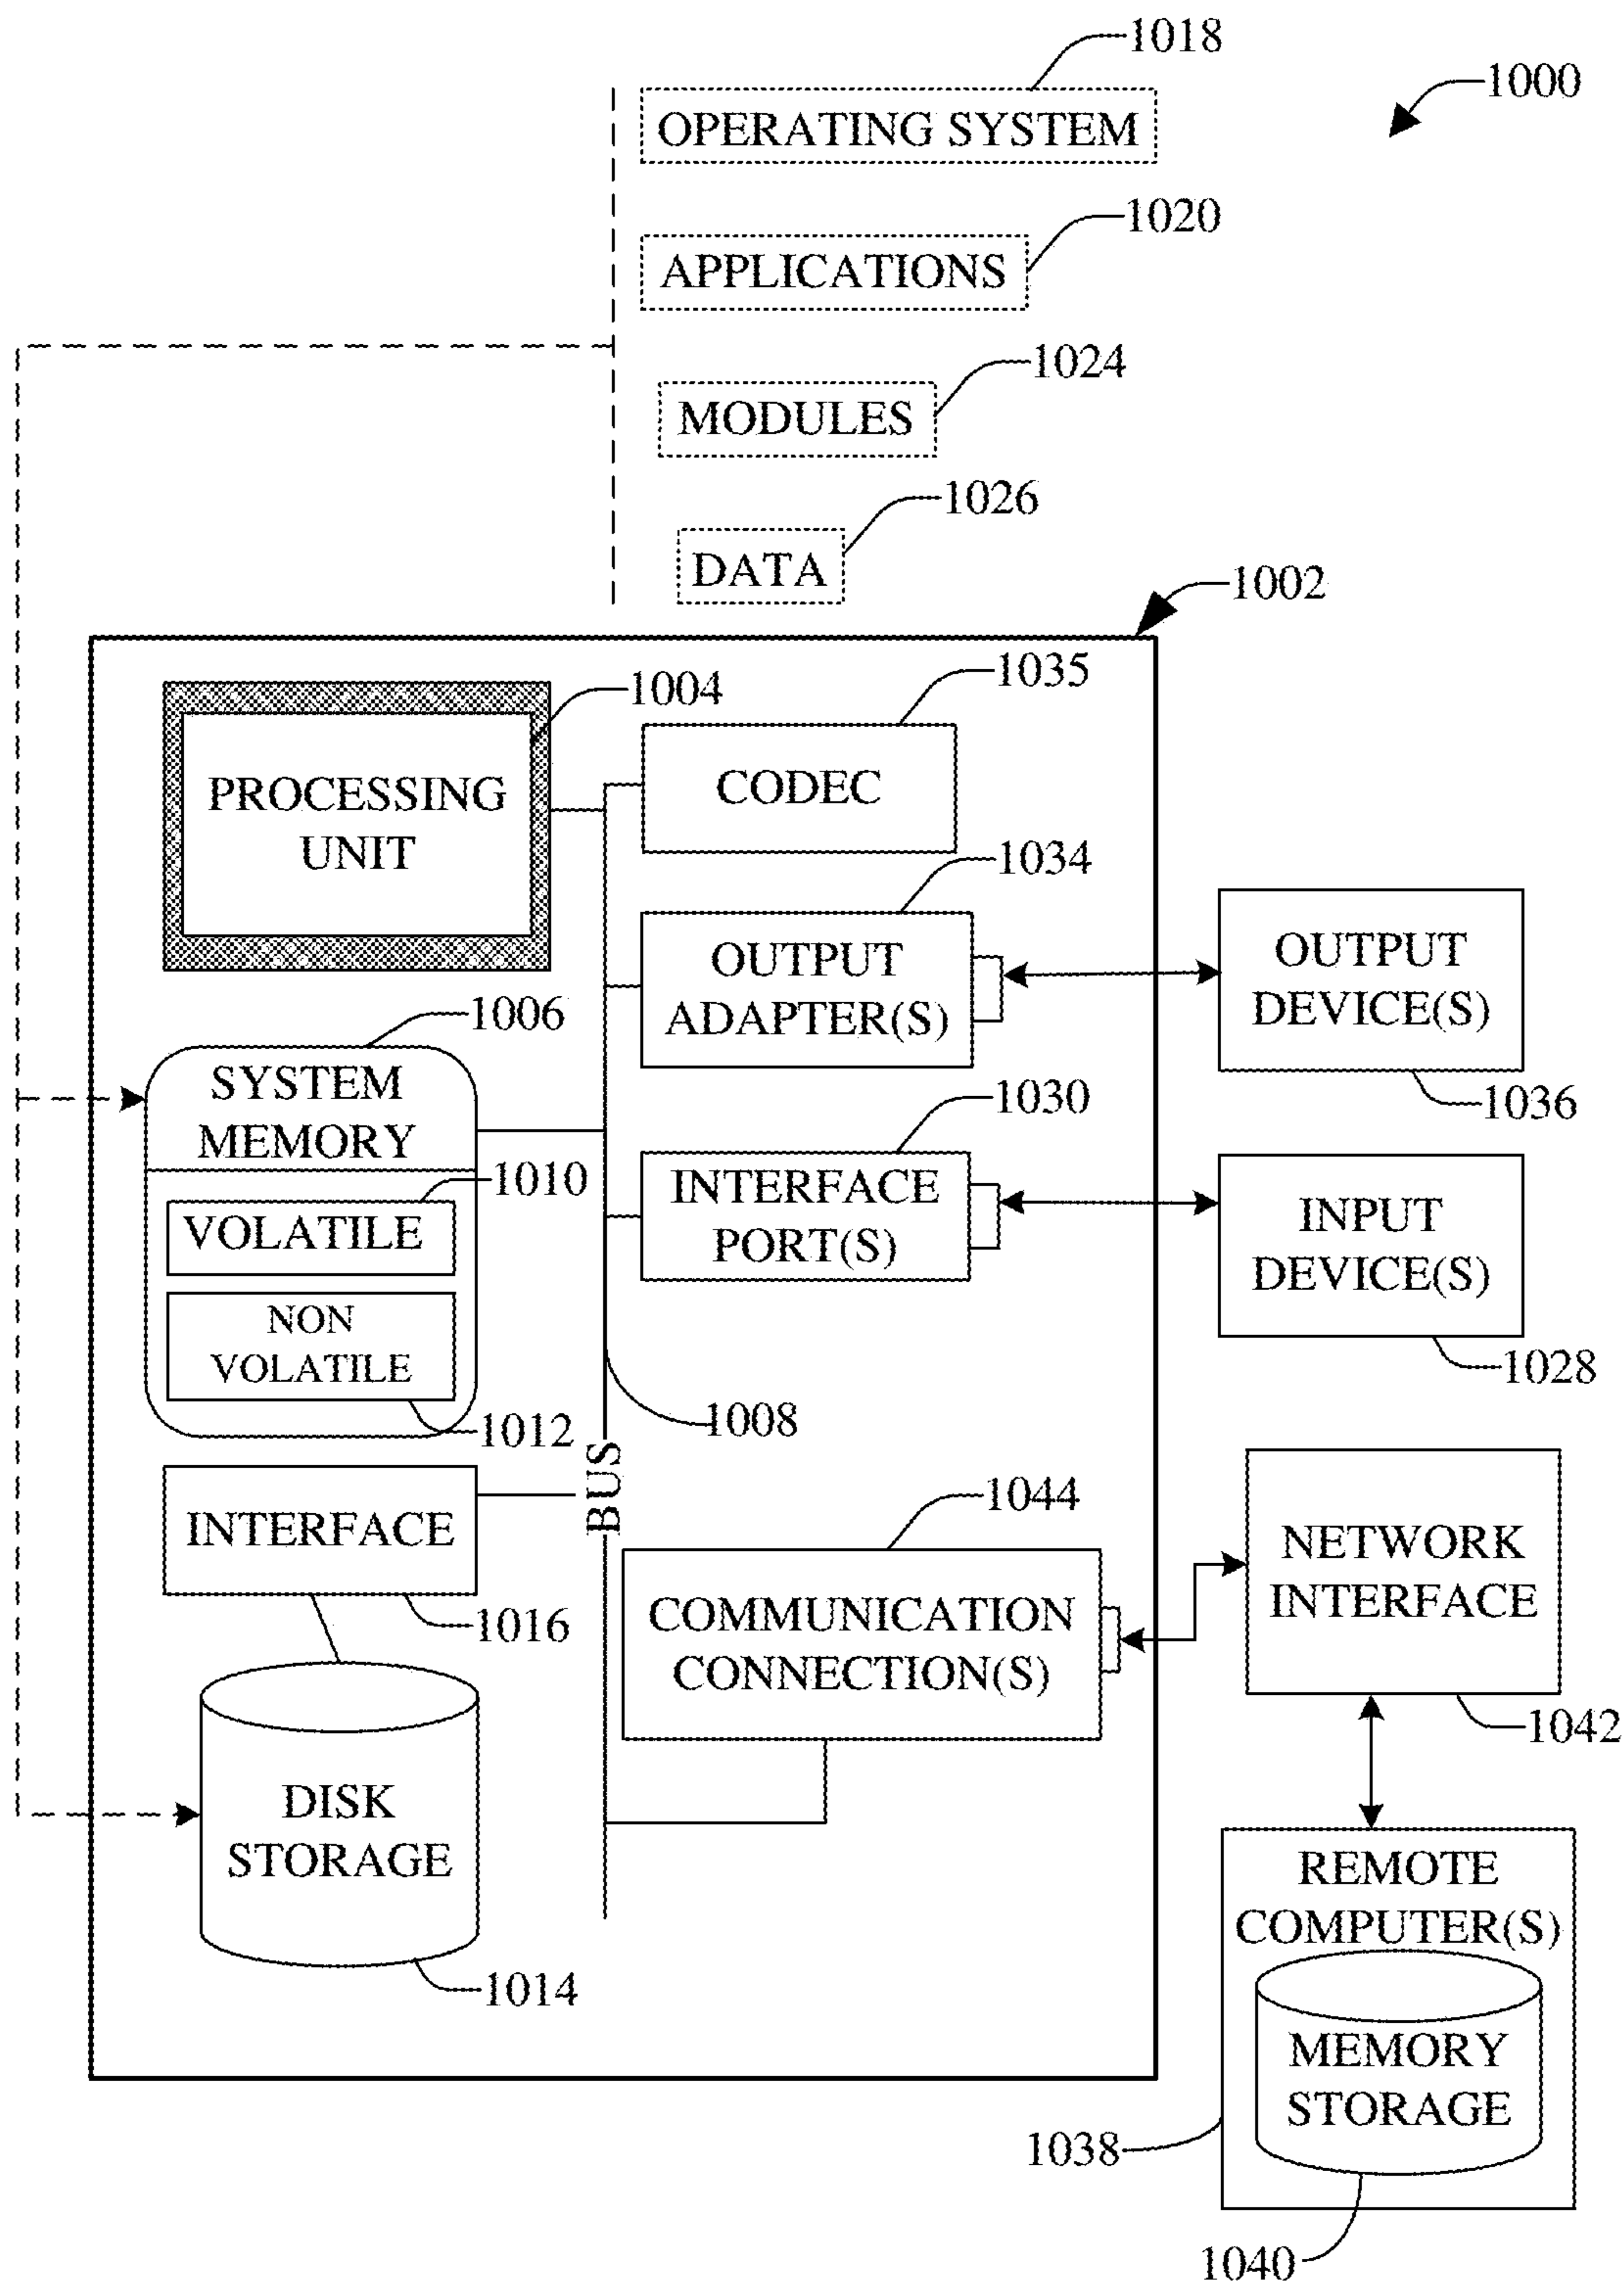 1018
1000
OPERATING SYSTEM
1020
APPLICATIONS
1024
MODULES
1026
DATA
1002
1035
1004
CODEC
PROCESSING
UNIT
1034
OUTPUT
ADAPTER(S)
OUTPUT
DEVICE(S)
1036
1006
SYSTEM
MEMORY
1030
1010
INTERFACE
PORT(S)
INPUT
DEVICE(S)
1028
VOLATILE
NON
VOLATILE
1012
1008
BUS
1044
INTERFACE
1016
COMMUNICATION
CONNECTION(S)
NETWORK
INTERFACE
1042
DISK
STORAGE
1014
REMOTE
COMPUTER(S)
MEMORY
STORAGE
1038
1040